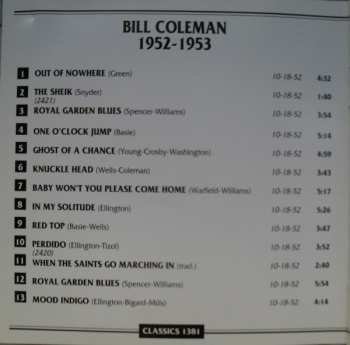 BILL COLEMAN
1952-1953
1 OUT OF NOWHERE (Green) 10-18-52 4:32
2 THE SHEIK (Snyder) 10-18-52 1:40
(2421)
3 ROYAL GARDEN BLUES (Spencer-Williams) 10-18-52 3:54
4 ONE O'CLOCK JUMP (Basie) 10-18-52 5:14
5 GHOST OF A CHANCE (Young-Crosby-Washington) 10-18-52 4:59
6 KNUCKLE HEAD (Wells-Coleman) 10-18-52 3:43
7 BABY WON'T YOU PLEASE COME HOME (Warfield-Williams) 10-18-52 5:17
8 IN MY SOLITUDE (Ellington) 10-18-52 5:26
9 RED TOP (Basie-Wells) 10-18-52 5:47
10 PERDIDO (Ellington-Tizol) 10-18-52 3:52
(2420)
11 WHEN THE SAINTS GO MARCHING IN (trad.) 10-18-52 2:40
12 ROYAL GARDEN BLUES (Spencer-Williams) 10-18-52 5:54
13 MOOD INDIGO (Ellington-Bigard-Mills) 10-18-52 4:14
CLASSICS 1381